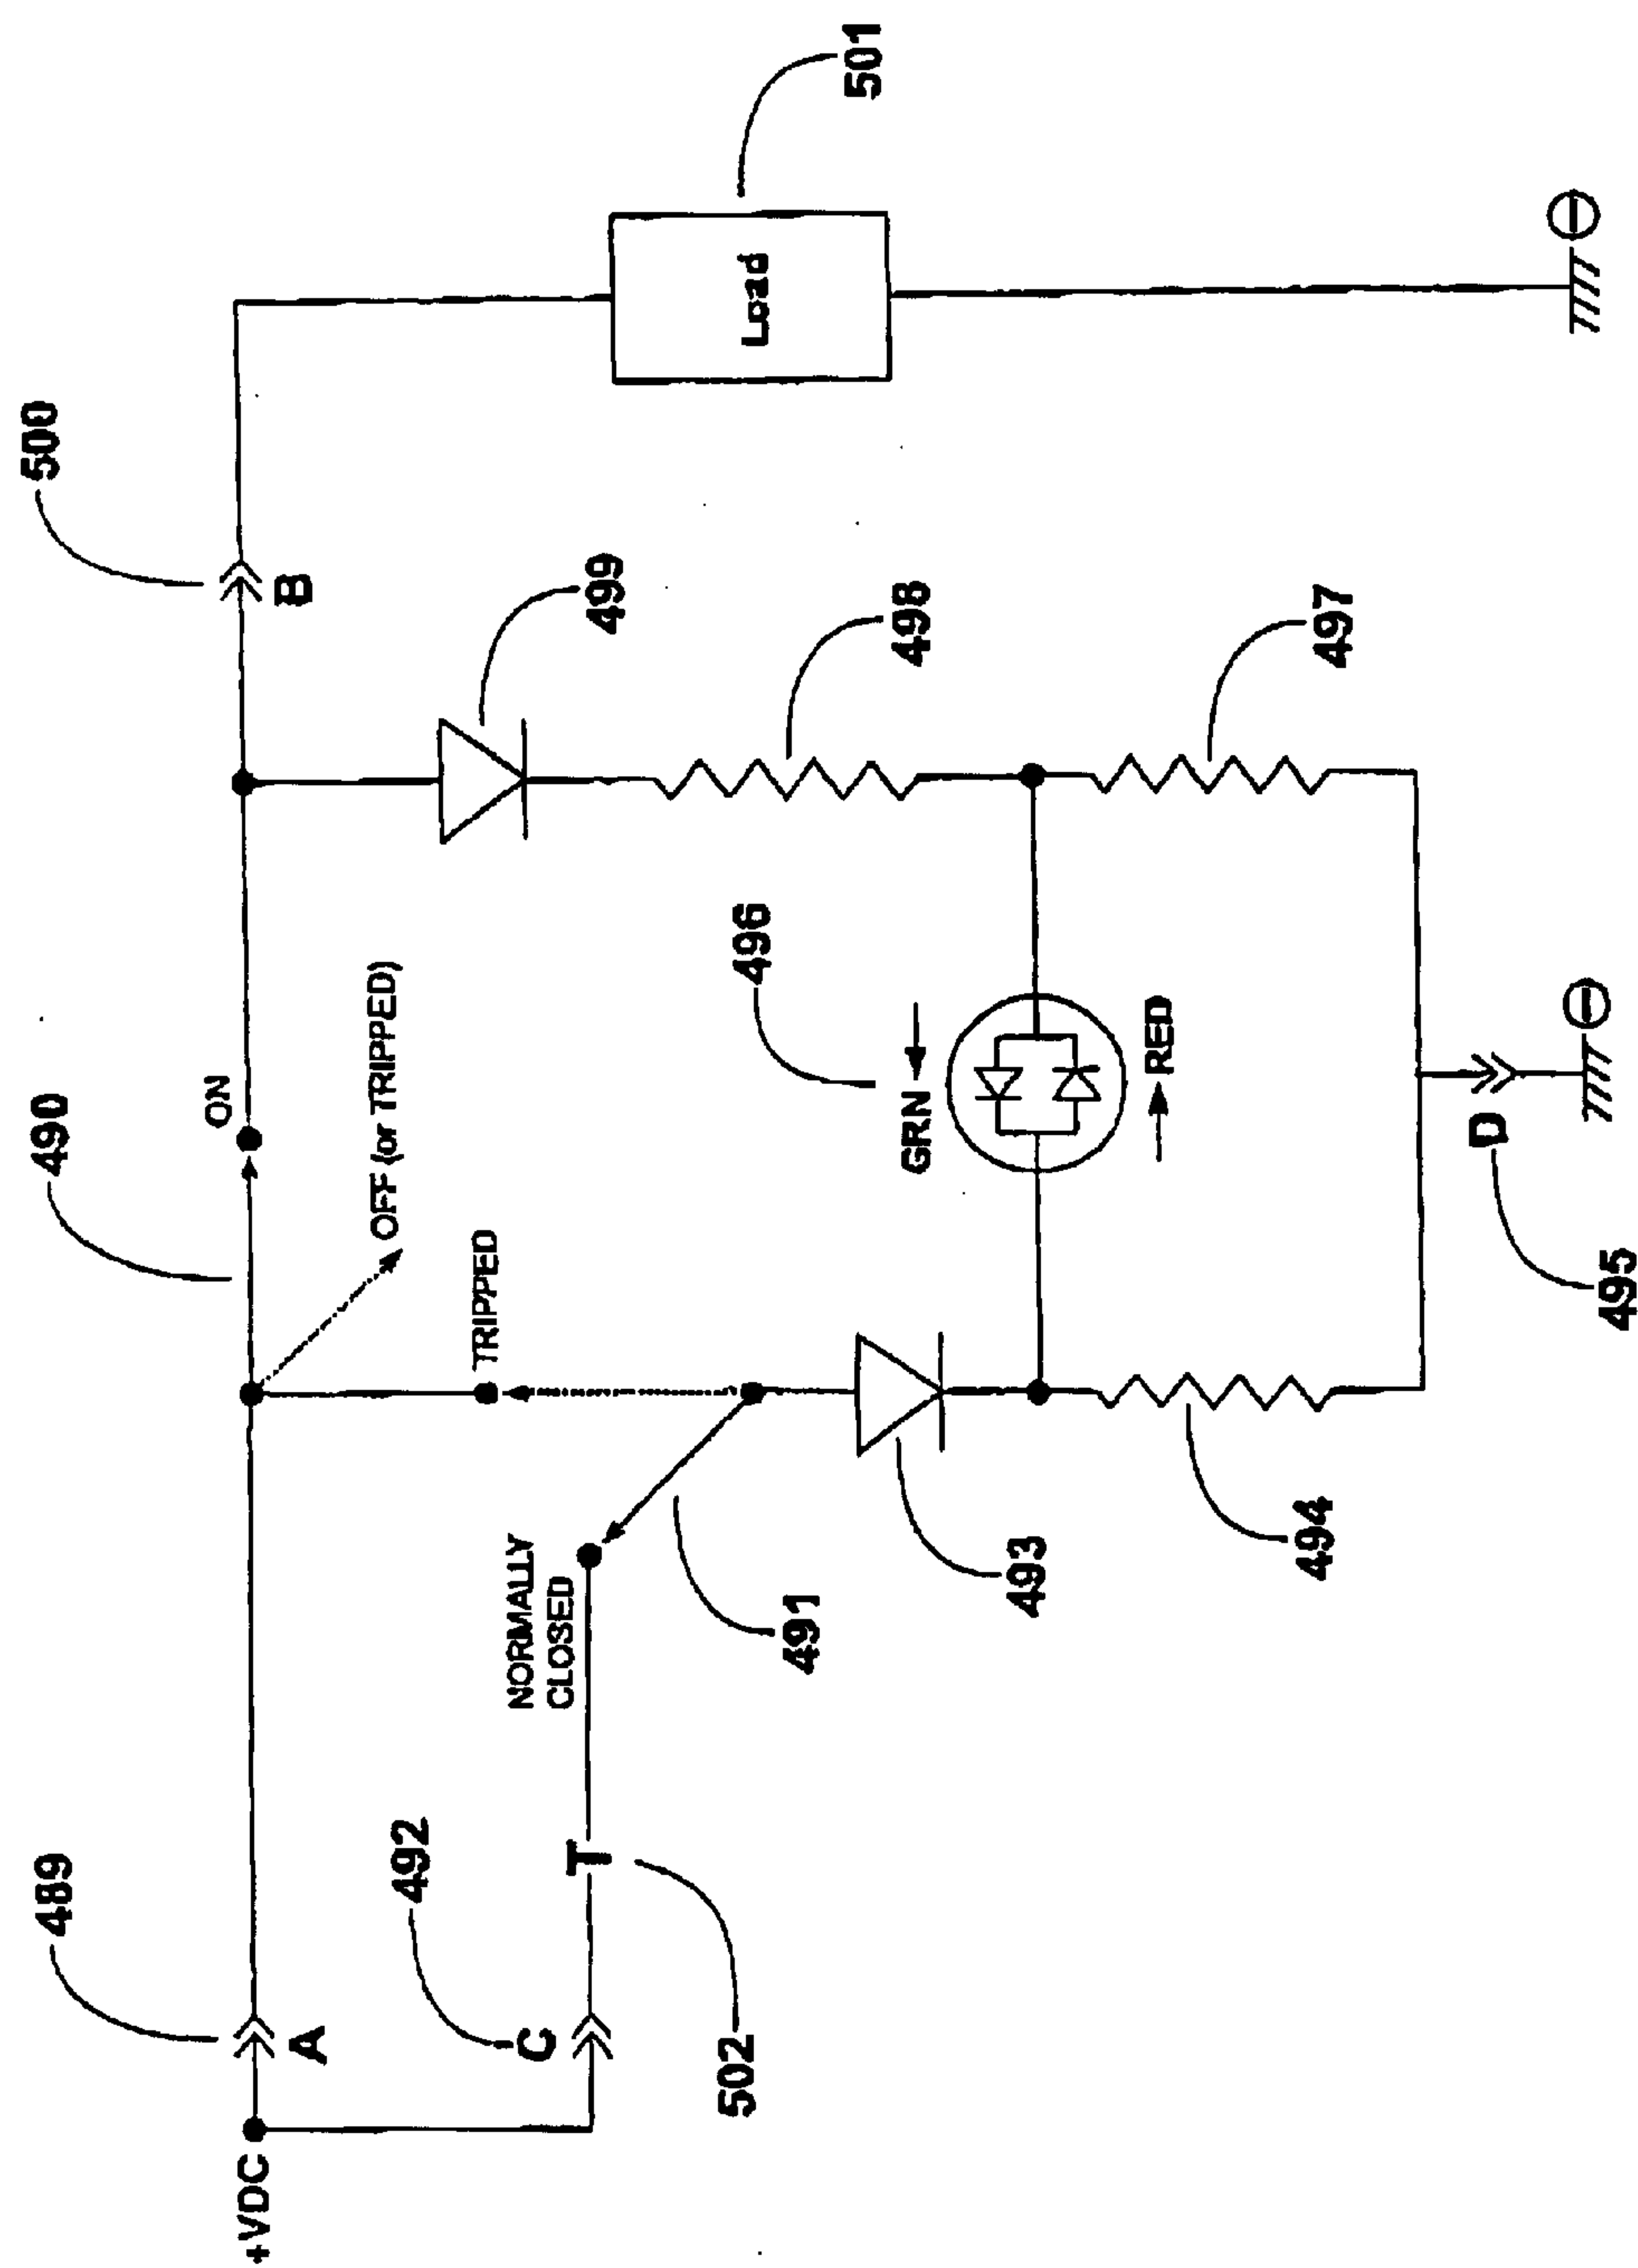 +VDC
489
A
492
C
T
502
NORMALLY
CLOSED
491
490
ON
OFF (or TRIPPED)
TRIPPED
493
494
496
GRN
RED
D
495
499
498
497
500
B
Load
501